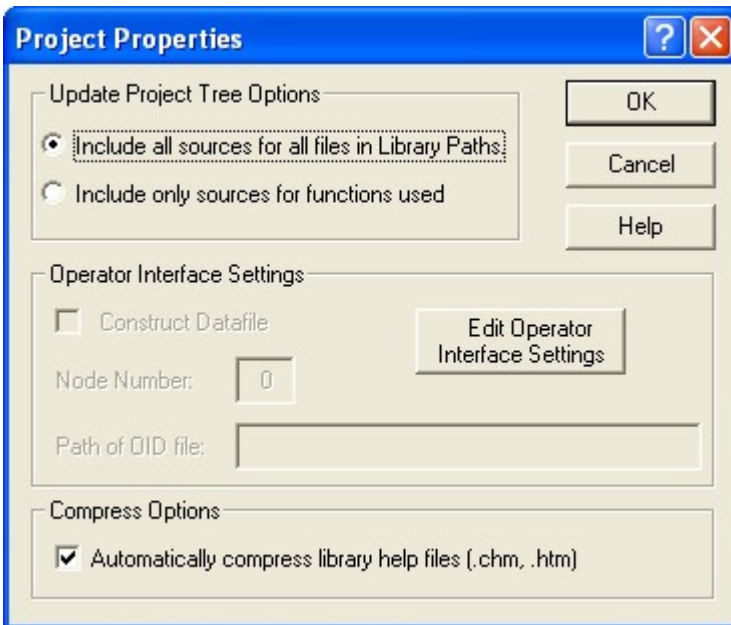 Project Properties
Update Project Tree Options
Include all sources for all files in Library Paths.
Include only sources for functions used
OK
Cancel
Help
Operator Interface Settings
Construct Datafile
Edit Operator
Interface Settings
Node Number:
0
Path of OID file:
Compress Options
Automatically compress library help files (.chm, .htm)